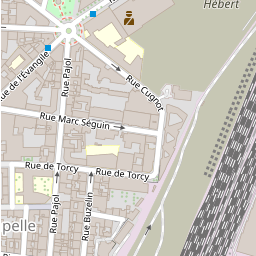 Hébert
Rue de l'Évangile
Rue Pajol
Rue Cugnot
Rue Marc Séguin
Rue de Torcy
Rue de Torcy
Rue Pajol
Rue Buzelin
pelle